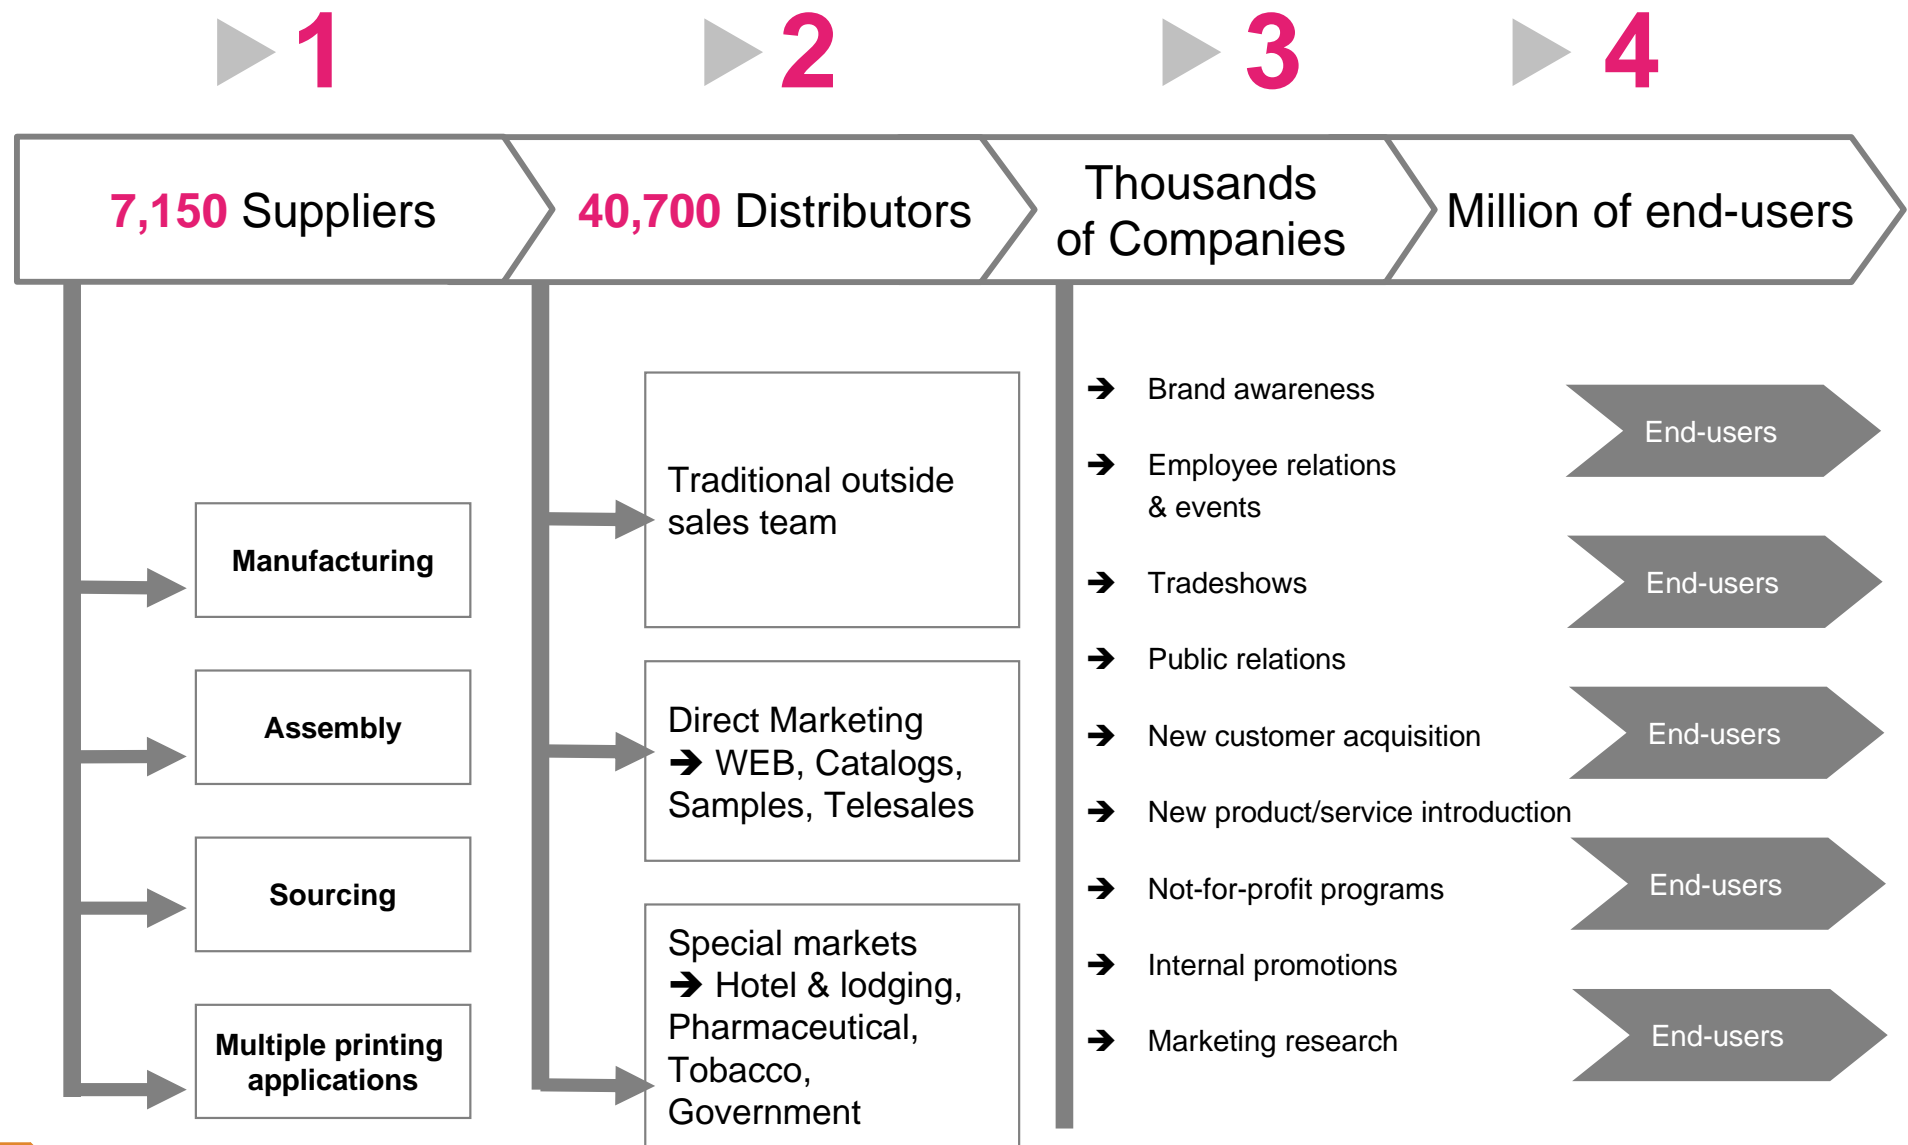 1
2
3
4
7,150 Suppliers
40,700 Distributors
Thousands
of Companies
Million of end-users
Manufacturing
Assembly
Sourcing
Multiple printing
applications
Traditional outside
sales team
Direct Marketing
➔ WEB, Catalogs,
Samples, Telesales
Special markets
➔ Hotel & lodging,
Pharmaceutical,
Tobacco,
Government
➔ Brand awareness
➔ Employee relations
& events
➔ Tradeshows
➔ Public relations
➔ New customer acquisition
➔ New product/service introduction
➔ Not-for-profit programs
➔ Internal promotions
➔ Marketing research
End-users
End-users
End-users
End-users
End-users